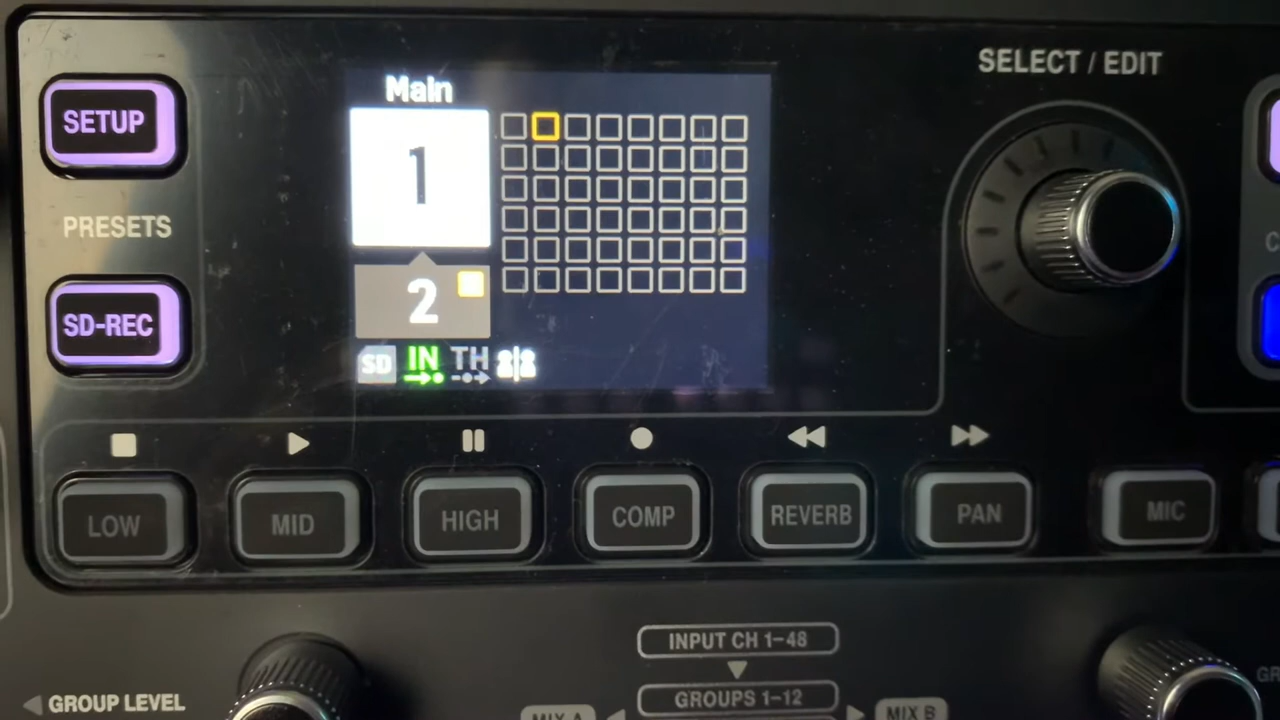 SELECT / EDIT
Main
SETUP
1
PRESETS
2
SD-REC
SD IN TH
LOW MID HIGH COMP REVERB PAN MIC
INPUT CH 1-48
GROUP LEVEL
GROUPS 1-12
MIX A MIX B